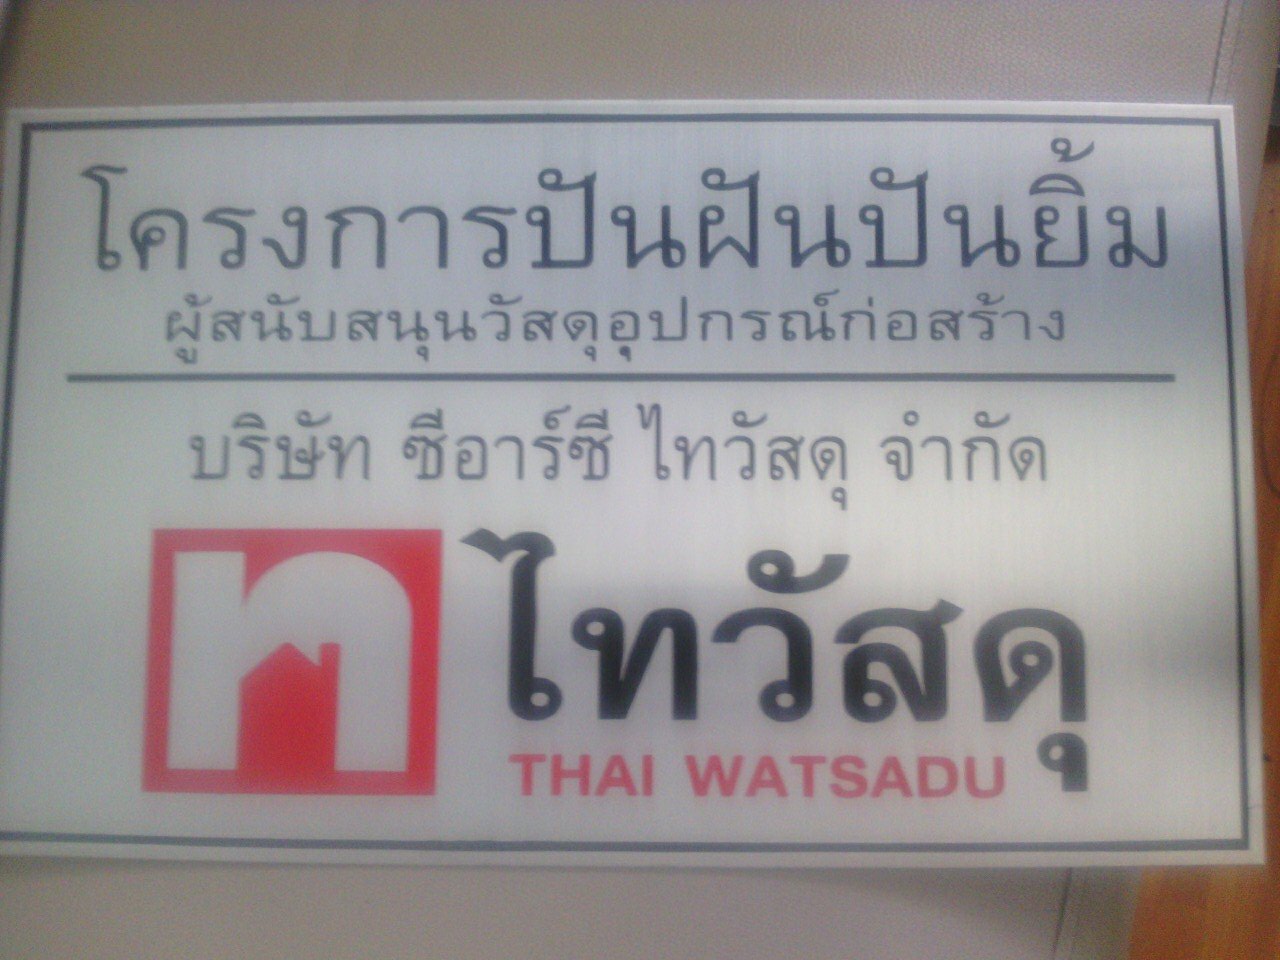 โครงการปันฝันปันยิ้ม
ผู้สนับสนุนวัสดุอุปกรณ์ก่อสร้าง
บริษัท ซีอาร์ซี ไทวัสดุ จำกัด
ไทวัสดุ
THAI WATSADU